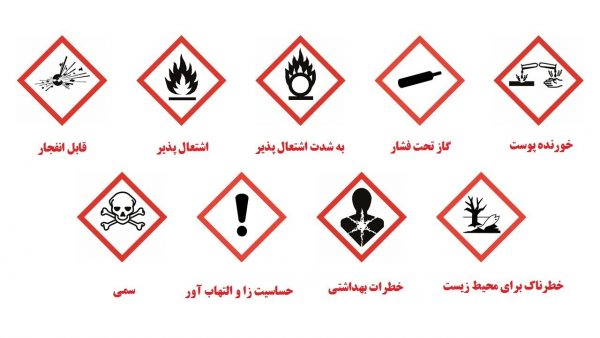 خورنده پوست
گاز تحت فشار
به شدت اشتعال پذیر
اشتعال پذیر
قابل انفجار
خطرناک برای محیط زیست
خطرات بهداشتی
حساسیت زا و التهاب آور
سمی